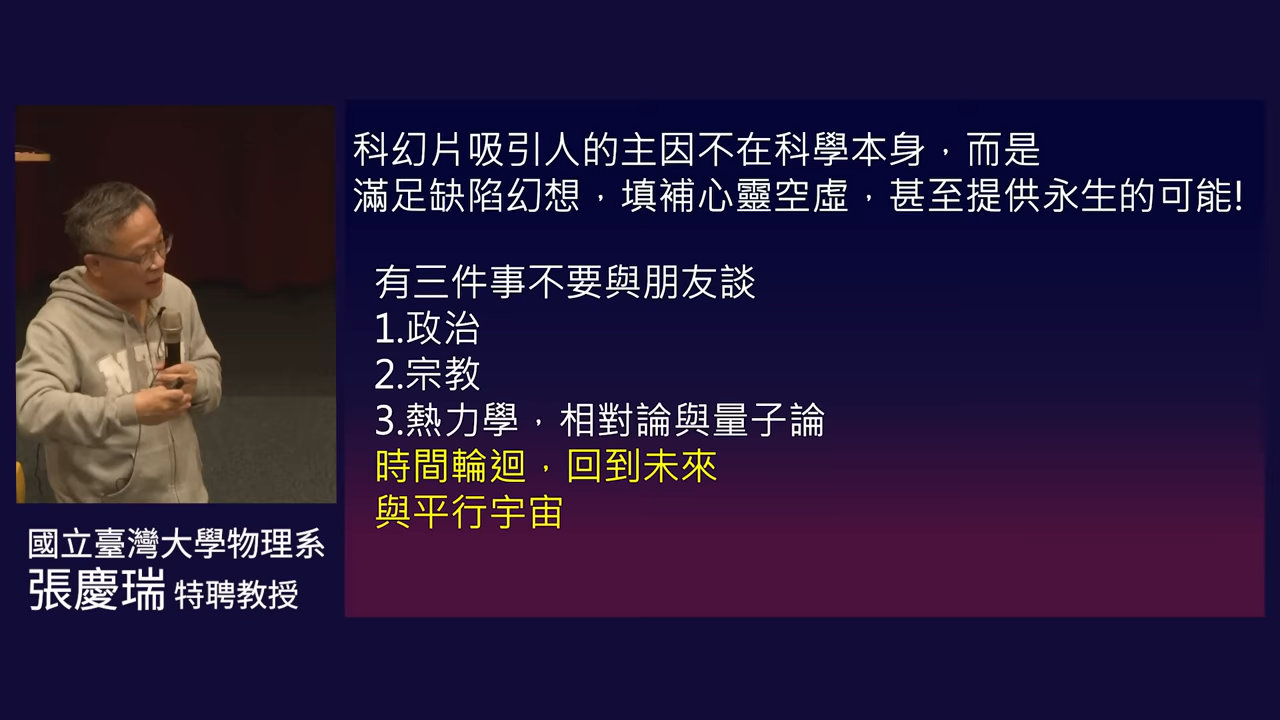 科幻片吸引人的主因不在科學本身，而是
滿足缺陷幻想，填補心靈空虛，甚至提供永生的可能!
有三件事不要與朋友談
1.政治
2.宗教
3.熱力學，相對論與量子論
時間輪迴，回到未來
與平行宇宙
國立臺灣大學物理系
張慶瑞 特聘教授